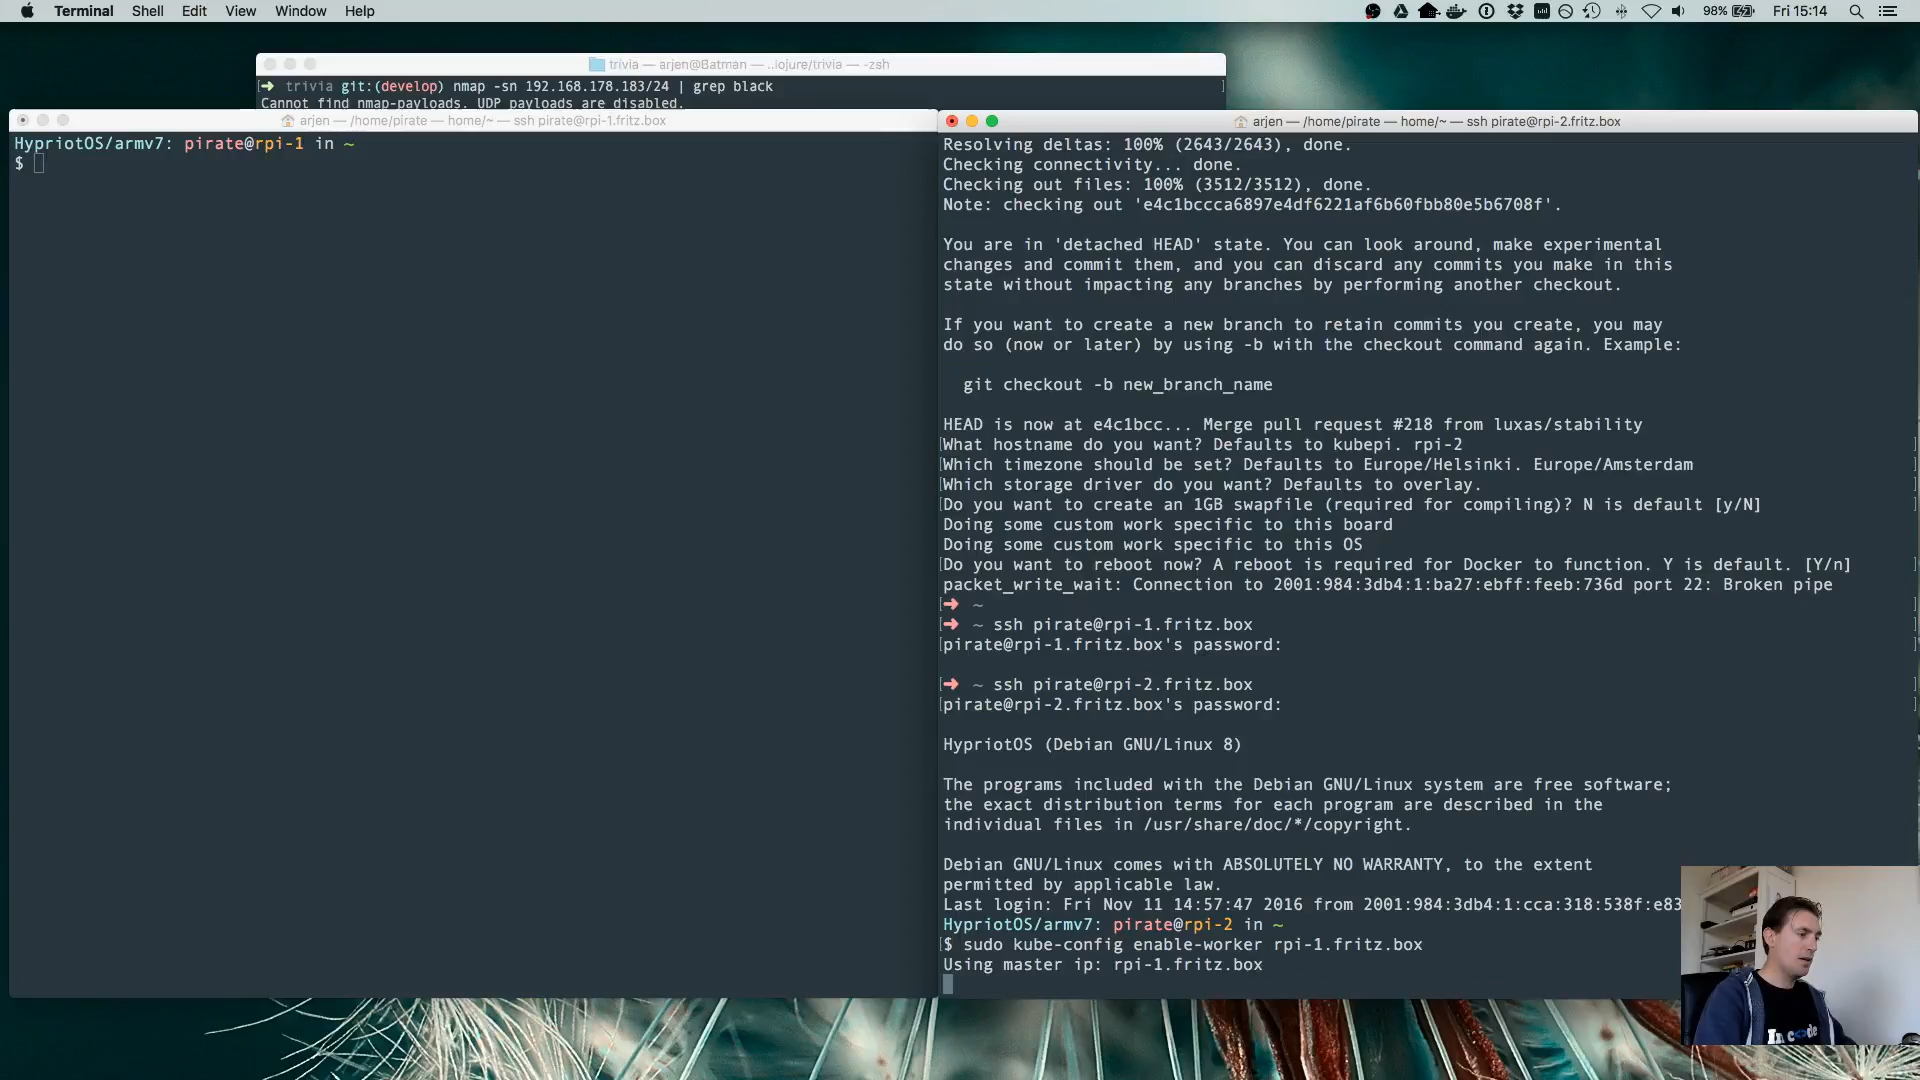 Terminal Shell Edit View Window Help
98% Fri 15:14
trivia — arjen@Batman — ..iojure/trivia — -zsh
➜ trivia git:(develop) nmap -sn 192.168.178.183/24 | grep black
Cannot find nmap-payloads. UDP payloads are disabled.
arjen — /home/pirate — home/~ — ssh pirate@rpi-1.fritz.box
HypriotOS/armv7: pirate@rpi-1 in ~
$
arjen — /home/pirate — home/~ — ssh pirate@rpi-2.fritz.box
Resolving deltas: 100% (2643/2643), done.
Checking connectivity... done.
Checking out files: 100% (3512/3512), done.
Note: checking out 'e4c1bccca6897e4df6221af6b60fbb80e5b6708f'.
You are in 'detached HEAD' state. You can look around, make experimental
changes and commit them, and you can discard any commits you make in this
state without impacting any branches by performing another checkout.
If you want to create a new branch to retain commits you create, you may
do so (now or later) by using -b with the checkout command again. Example:
git checkout -b new_branch_name
HEAD is now at e4c1bcc... Merge pull request #218 from luxas/stability
What hostname do you want? Defaults to kubepi. rpi-2
Which timezone should be set? Defaults to Europe/Helsinki. Europe/Amsterdam
Which storage driver do you want? Defaults to overlay.
Do you want to create an 1GB swapfile (required for compiling)? N is default [y/N]
Doing some custom work specific to this board
Doing some custom work specific to this OS
Do you want to reboot now? A reboot is required for Docker to function. Y is default. [Y/n]
packet_write_wait: Connection to 2001:984:3db4:1:ba27:ebff:feeb:736d port 22: Broken pipe
➜ ~
➜ ~ ssh pirate@rpi-1.fritz.box
pirate@rpi-1.fritz.box's password:
➜ ~ ssh pirate@rpi-2.fritz.box
pirate@rpi-2.fritz.box's password:
HypriotOS (Debian GNU/Linux 8)
The programs included with the Debian GNU/Linux system are free software;
the exact distribution terms for each program are described in the
individual files in /usr/share/doc/*/copyright.
Debian GNU/Linux comes with ABSOLUTELY NO WARRANTY, to the extent
permitted by applicable law.
Last login: Fri Nov 11 14:57:47 2016 from 2001:984:3db4:1:cca:318:538f:e83
HypriotOS/armv7: pirate@rpi-2 in ~
$ sudo kube-config enable-worker rpi-1.fritz.box
Using master ip: rpi-1.fritz.box
In code